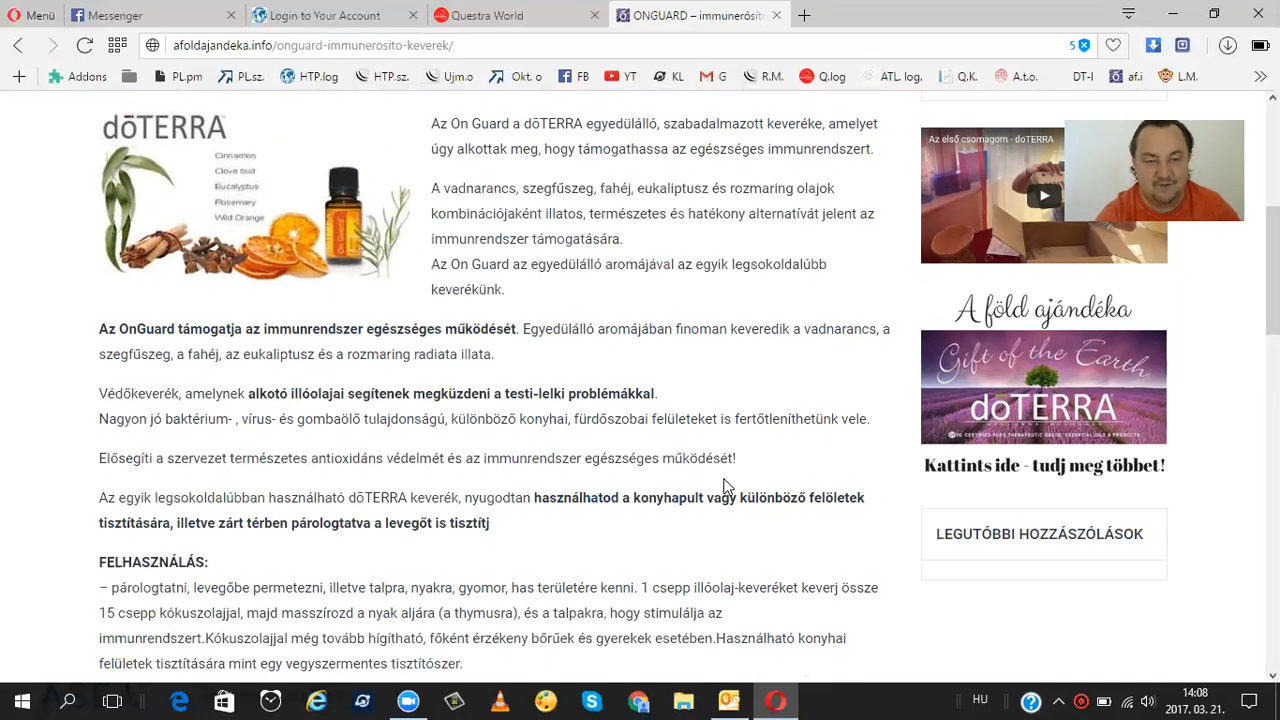 Menü
Messenger
Login to Your Account
Questra World
ONGUARD – immunerősít
afoldajandeka.info/onguard-immunerosito-keverek/
5
Addons
PL.pm
PL.sz.
HTP.log
HTP.sz.
Ujm.o
Okt. o
FB
YT
KL
G
R.M.
Q.log
ATL. log.
Q.K.
A.t.o.
DT-I
af.i
L.M.
dōTERRA
Cinnamon
Clove Bud
Eucalyptus
Rosemary
Wild Orange
On Guard
Az On Guard a dōTERRA egyedülálló, szabadalmazott keveréke, amelyet
úgy alkottak meg, hogy támogathassa az egészséges immunrendszert.
A vadnarancs, szegfűszeg, fahéj, eukaliptusz és rozmaring olajok
kombinációjaként illatos, természetes és hatékony alternatívát jelent az
immunrendszer támogatására.
Az On Guard az egyedülálló aromájával az egyik legsokoldalúbb
keverékünk.
Az OnGuard támogatja az immunrendszer egészséges működését. Egyedülálló aromájában finoman keveredik a vadnarancs, a
szegfűszeg, a fahéj, az eukaliptusz és a rozmaring radiata illata.
Védőkeverék, amelynek alkotó illóolajai segítenek megküzdeni a testi-lelki problémákkal.
Nagyon jó baktérium- , vírus- és gombaölő tulajdonságú, különböző konyhai, fürdőszobai felületeket is fertőtleníthetünk vele.
Elősegíti a szervezet természetes antioxidáns védelmét és az immunrendszer egészséges működését!
Az egyik legsokoldalúbban használható dōTERRA keverék, nyugodtan használhatod a konyhapult vagy különböző felöletek
tisztítására, illetve zárt térben párologtatva a levegőt is tisztítj
FELHASZNÁLÁS:
– párologtatni, levegőbe permetezni, illetve talpra, nyakra, gyomor, has területére kenni. 1 csepp illóolaj-keveréket keverj össze
15 csepp kókuszolajjal, majd masszírozd a nyak aljára (a thymusra), és a talpakra, hogy stimulálja az
immunrendszert.Kókuszolajjal még tovább hígítható, főként érzékeny bőrűek és gyerekek esetében.Használható konyhai
felületek tisztítására mint egy vegyszermentes tisztítószer.
Az első csomagom - doTERRA
A föld ajándéka
Gift of the Earth
dōTERRA
CERTIFIED PURE THERAPEUTIC GRADE ESSENTIAL OILS & PRODUCTS
Kattints ide - tudj meg többet!
LEGUTÓBBI HOZZÁSZÓLÁSOK
HU
14:08
2017. 03. 21.